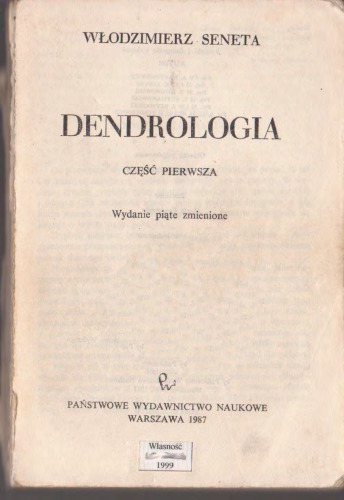 WŁODZIMIERZ SENETA
DENDROLOGIA
CZĘŚĆ PIERWSZA
Wydanie piąte zmienione
PAŃSTWOWE WYDAWNICTWO NAUKOWE
WARSZAWA 1987
Własność
1999